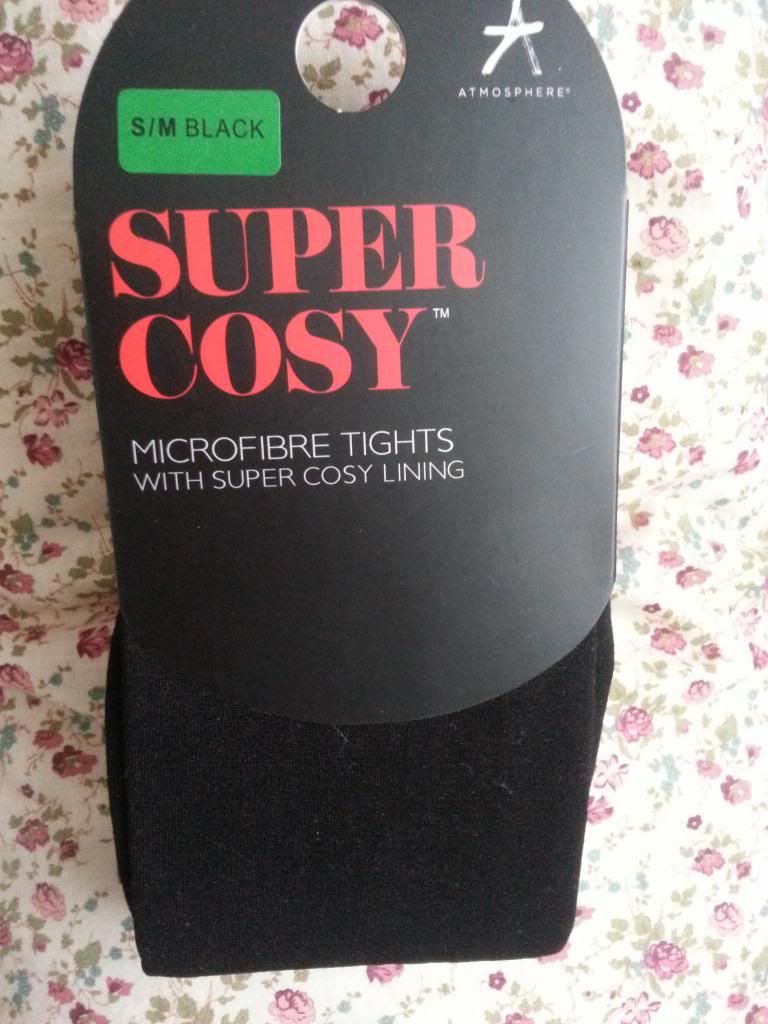 ATMOSPHERE®
S/M BLACK
SUPER
COSY™
MICROFIBRE TIGHTS
WITH SUPER COSY LINING